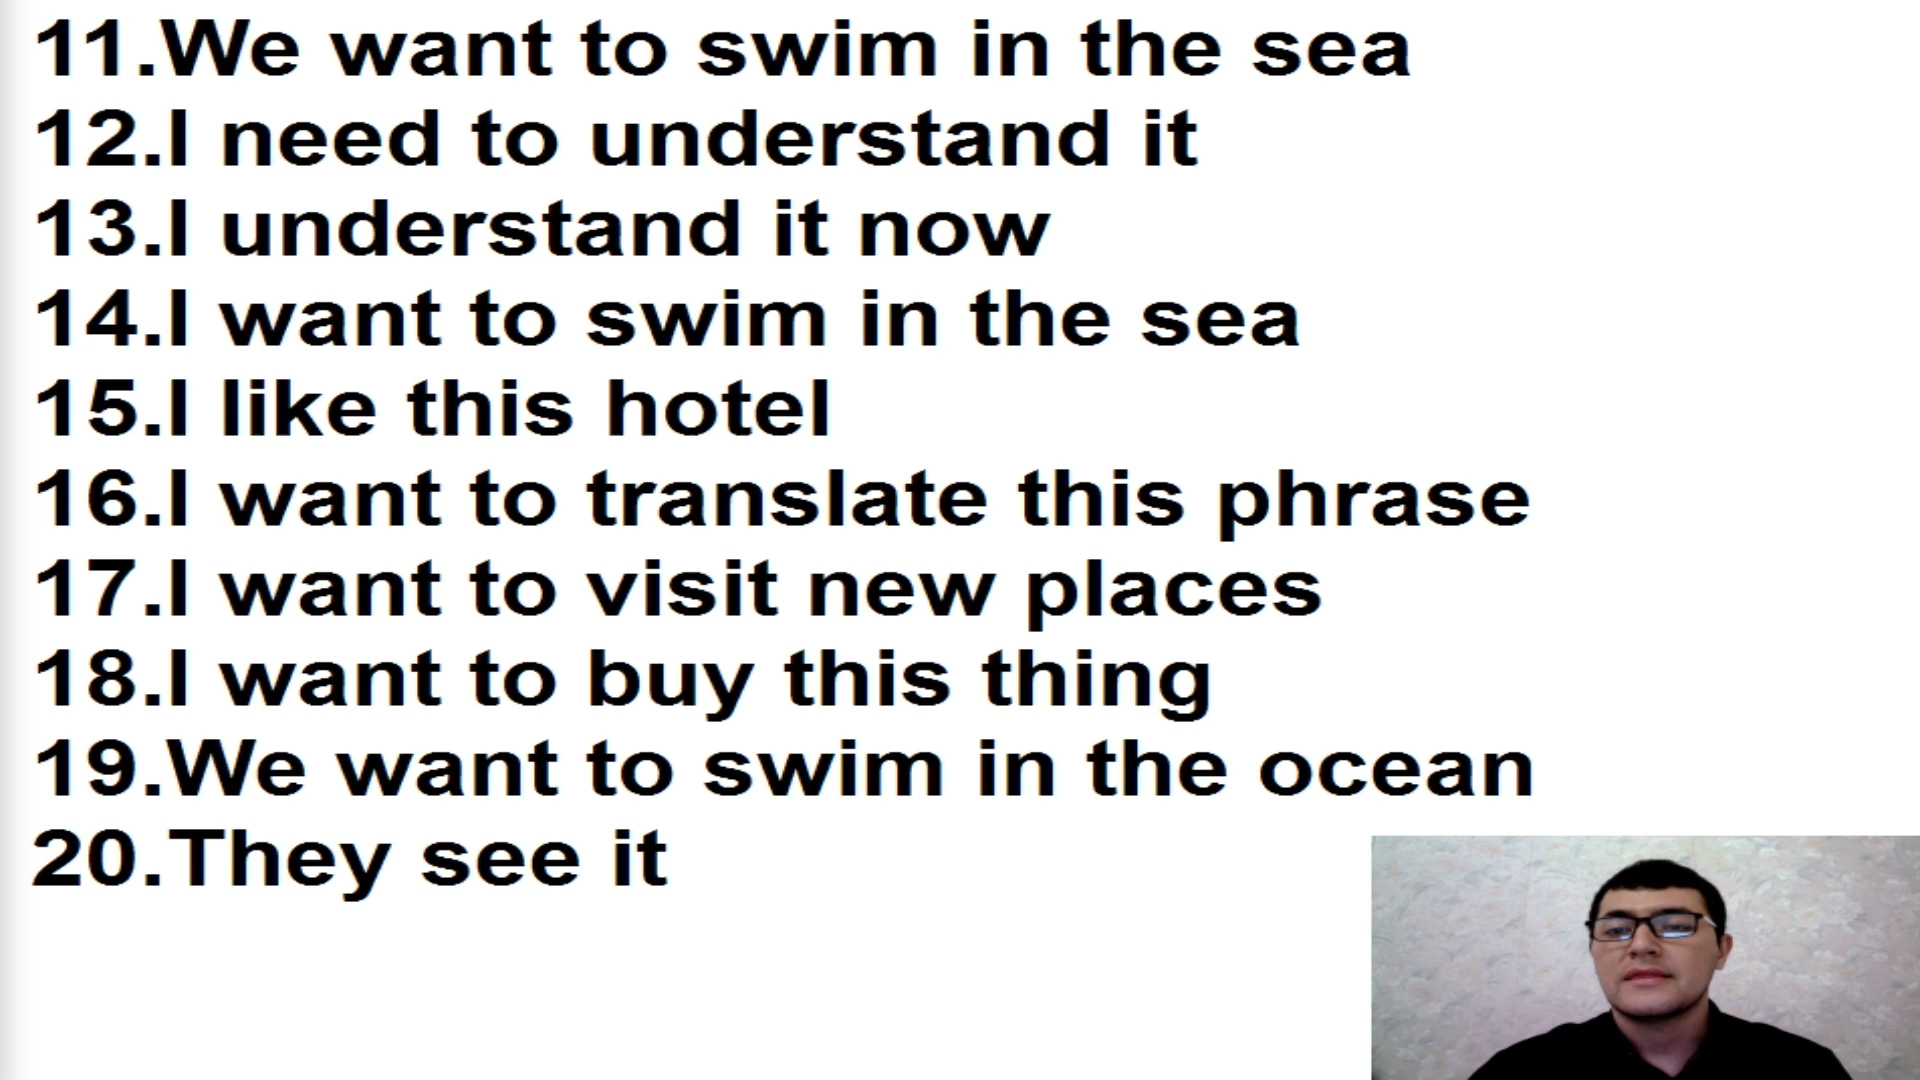 11.We want to swim in the sea
12.I need to understand it
13.I understand it now
14.I want to swim in the sea
15.I like this hotel
16.I want to translate this phrase
17.I want to visit new places
18.I want to buy this thing
19.We want to swim in the ocean
20.They see it